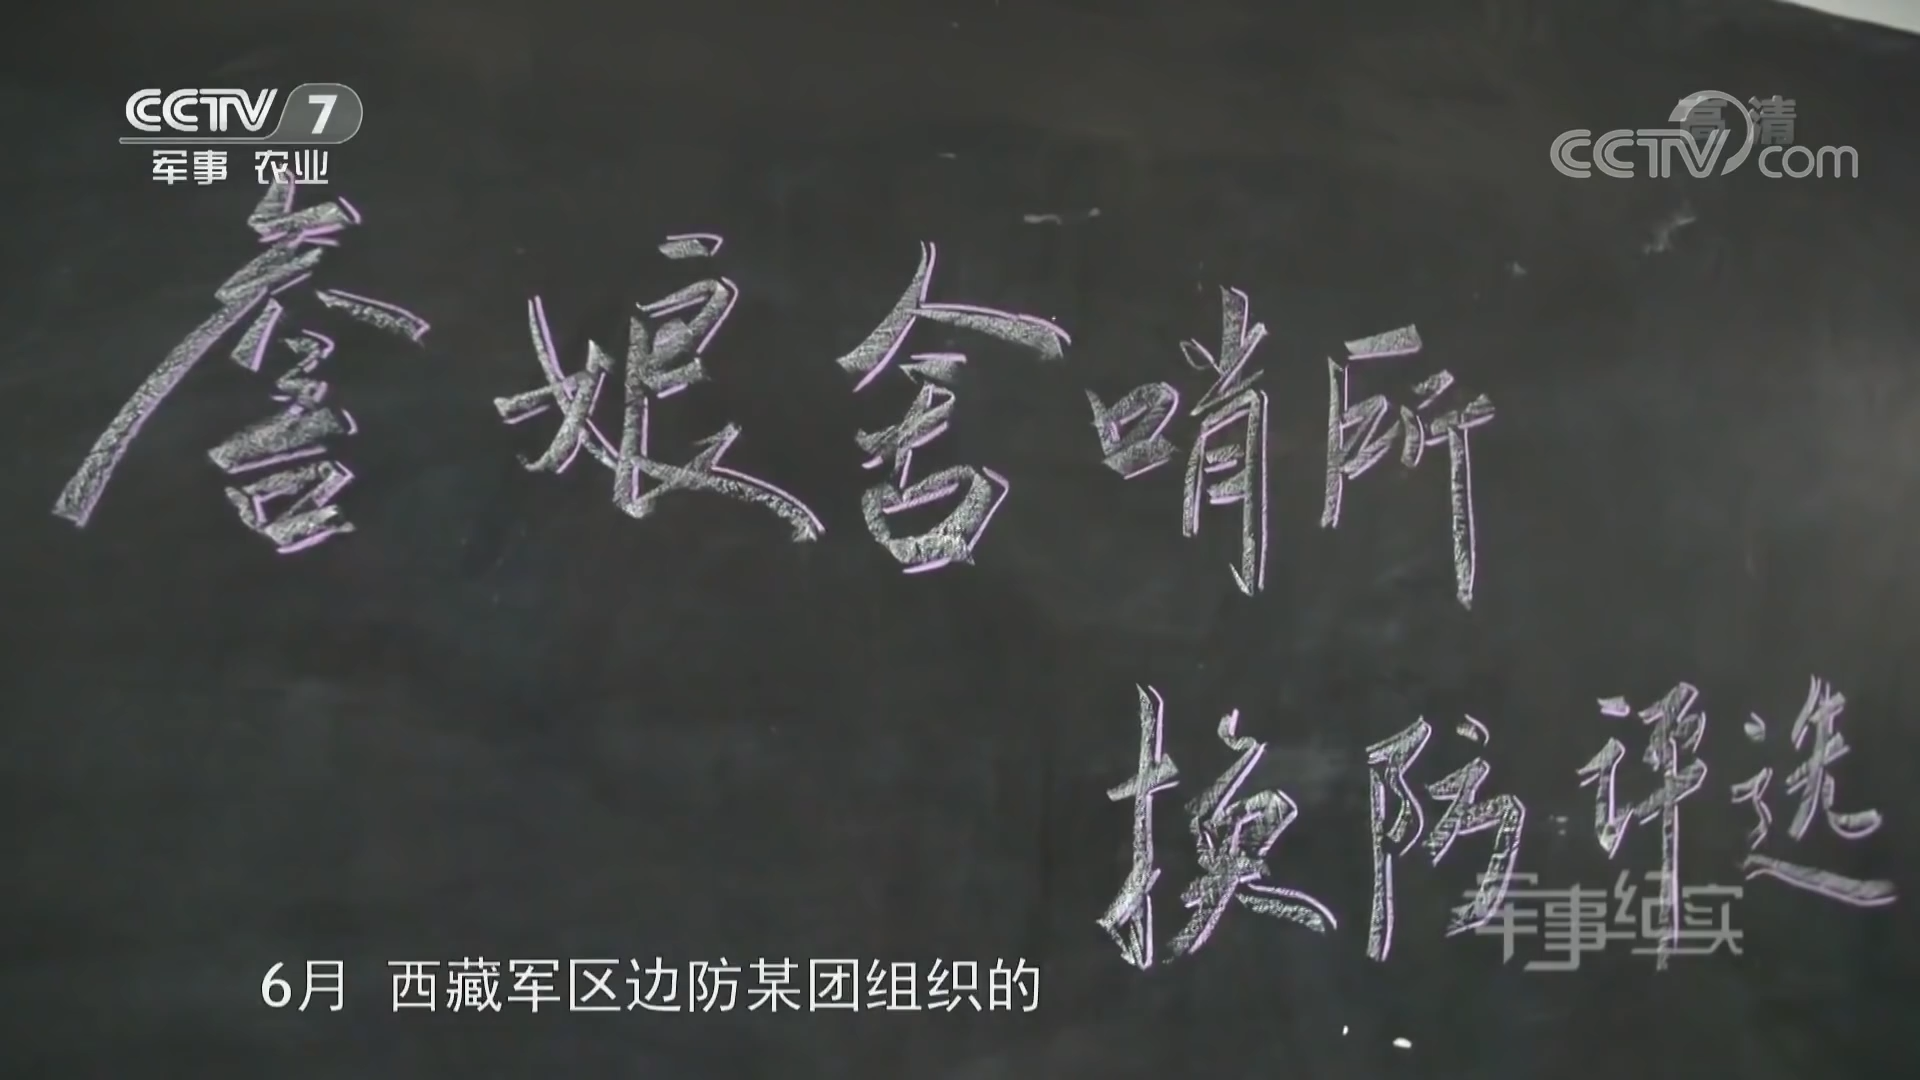 CCTV 7
军事 农业
高清
CCTV.com
詹娘舍哨所
换防评选
军事纪实
6月 西藏军区边防某团组织的